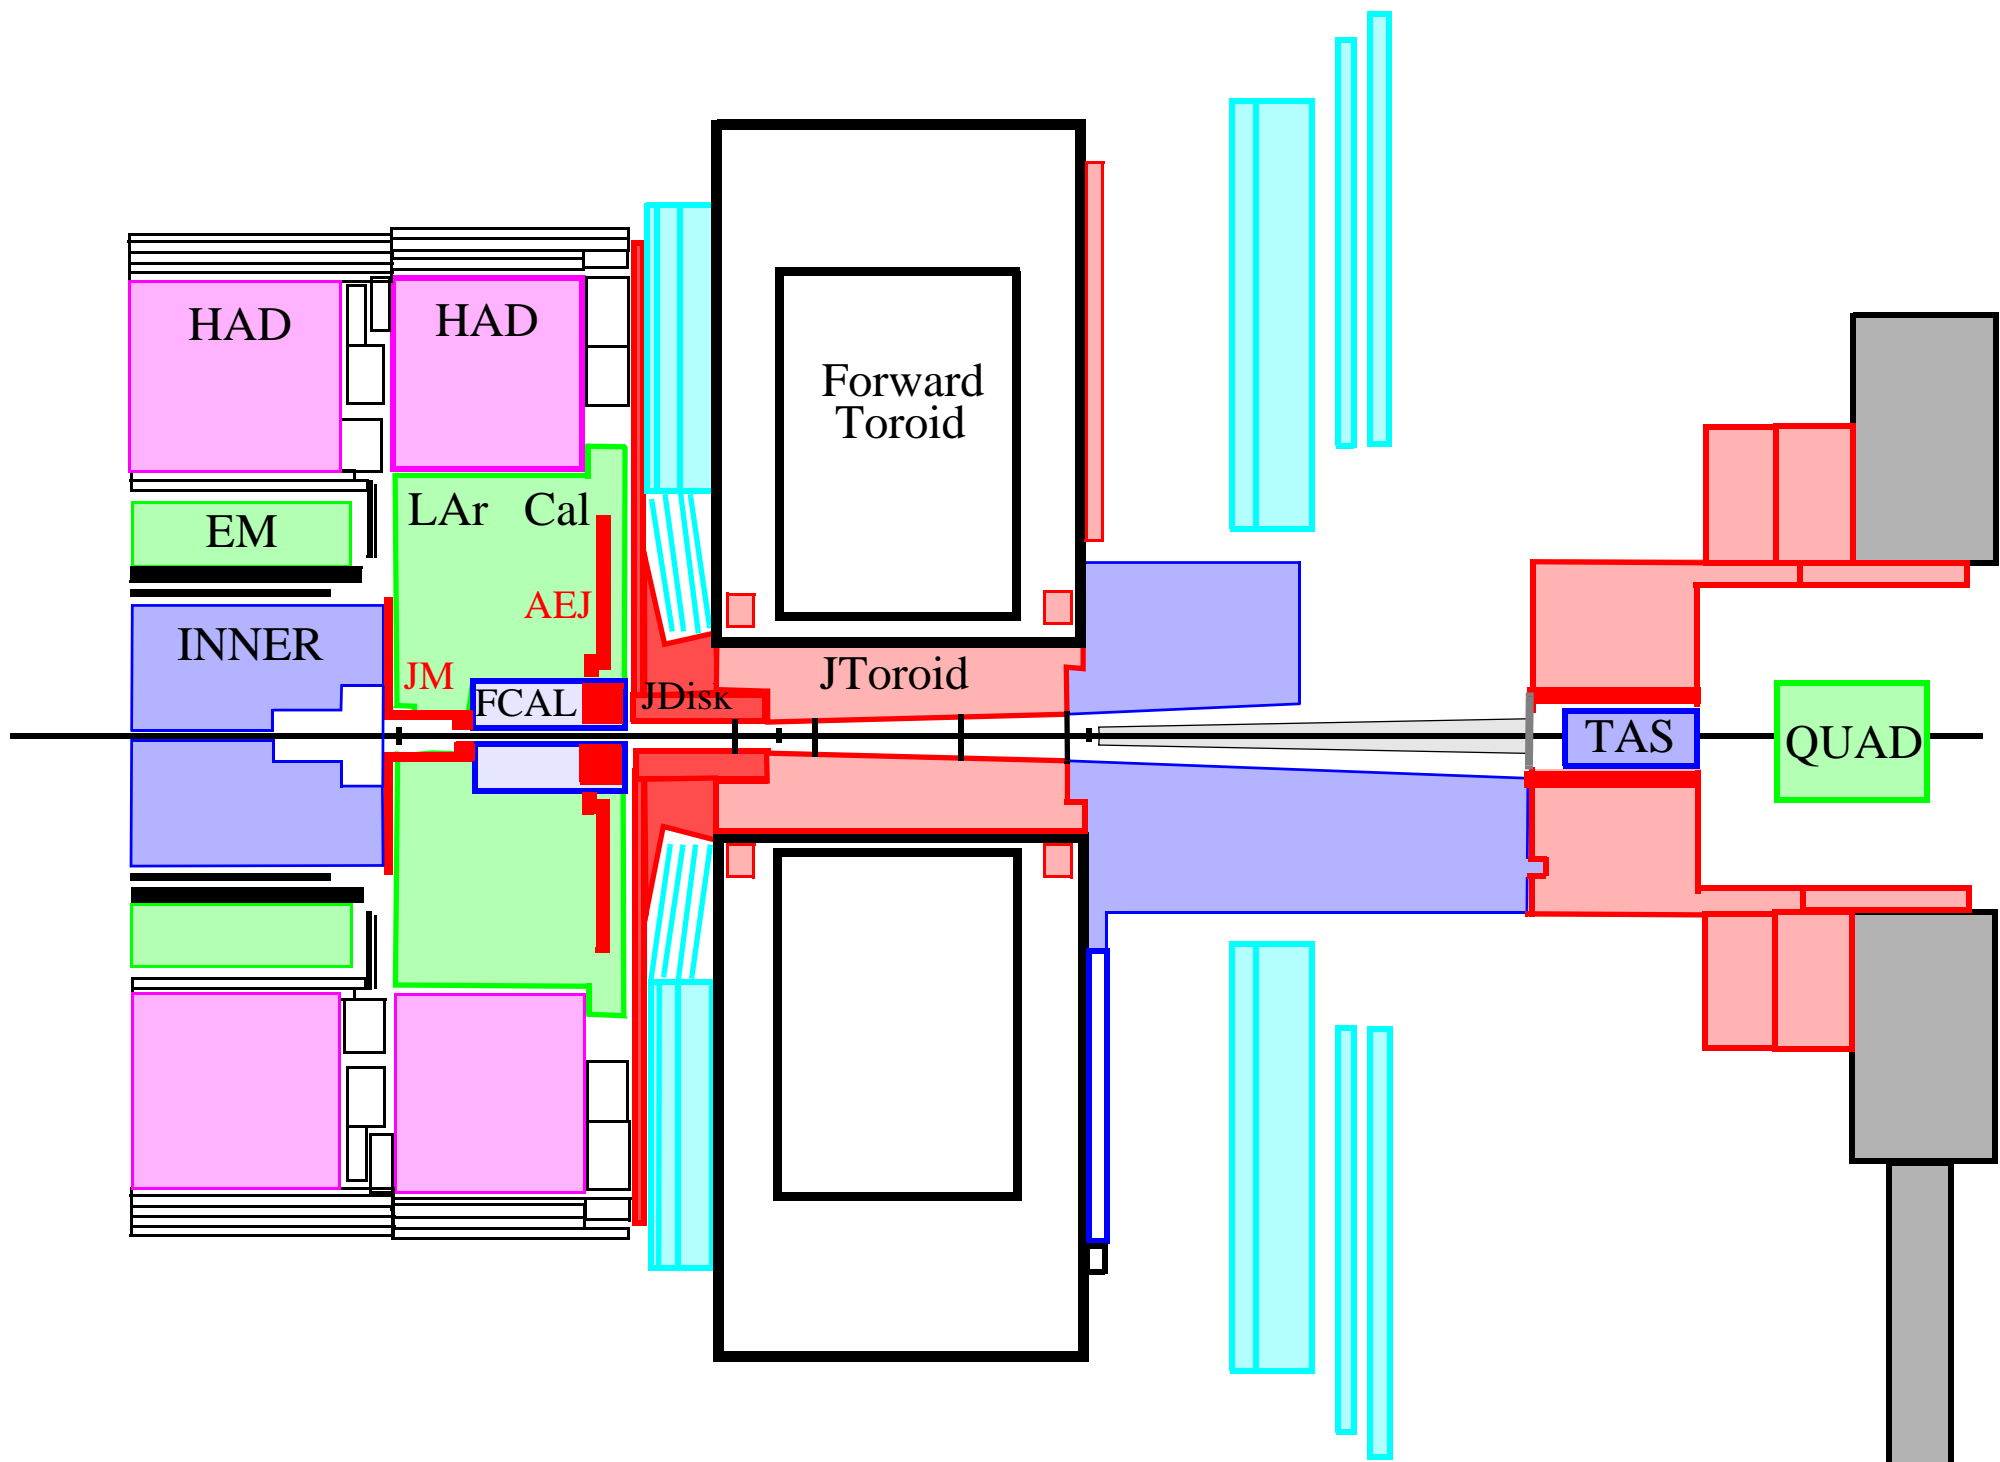 HAD
HAD
Forward
Toroid
LAr Cal
EM
AEJ
INNER
JM
JToroid
FCAL
JDisk
TAS
QUAD